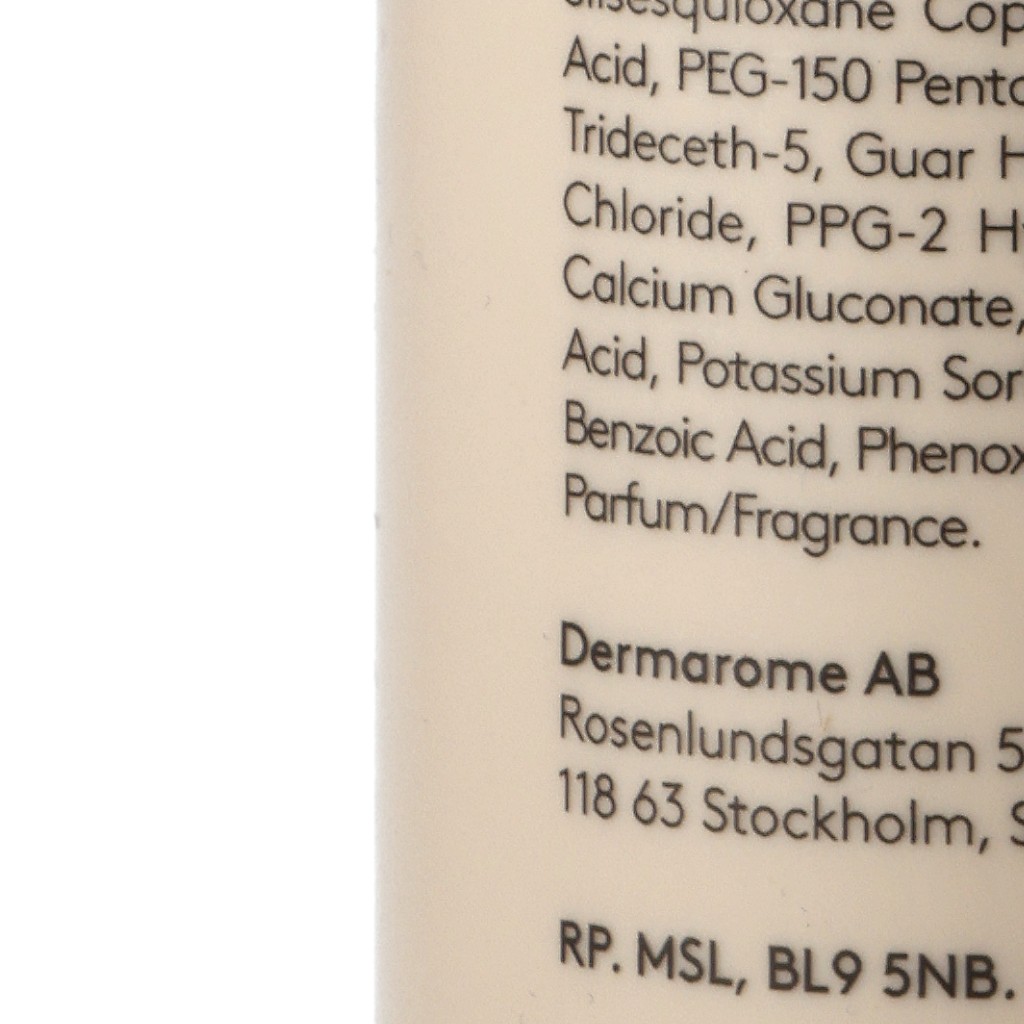 Acid, PEG-150
Trideceth-5, Guar
Chloride, PPG-2
Calcium Gluconate,
Acid, Potassium
Benzoic Acid,
Parfum/Fragrance.
Dermarome AB
Rosenlundsgatan 5
118 63 Stockholm,
RP. MSL, BL9 5NB.